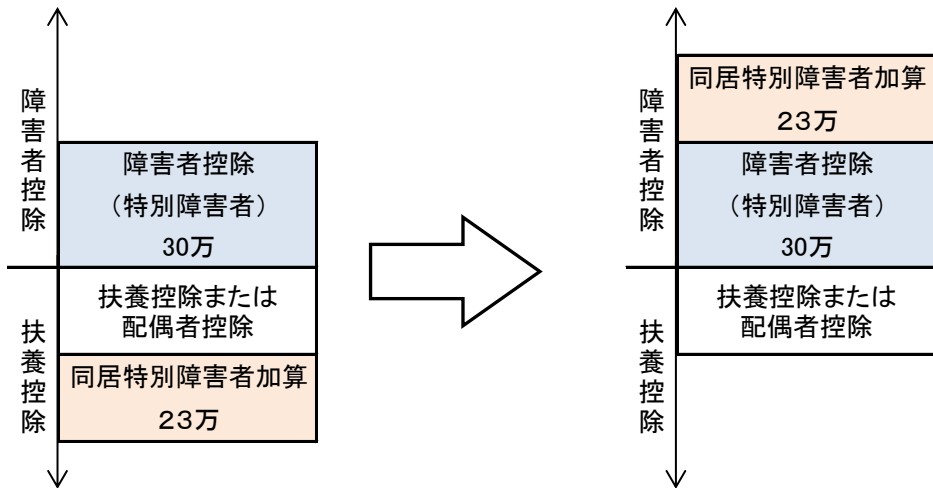 障害者控除
障害者控除
（特別障害者）
30万
扶養控除または
配偶者控除
同居特別障害者加算
２３万
扶養控除
障害者控除
同居特別障害者加算
２３万
障害者控除
（特別障害者）
30万
扶養控除または
配偶者控除
扶養控除